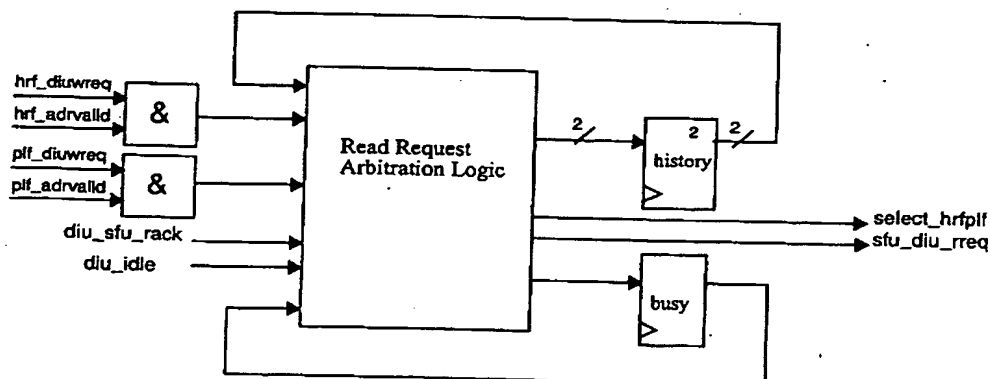 hrf_diuwreq
hrf_adrvalid
&
plf_diuwreq
plf_adrvalid
&
diu_sfu_rack
diu_idle
Read Request
Arbitration Logic
2
2
2
history
select_hrfplf
sfu_diu_rreq
busy